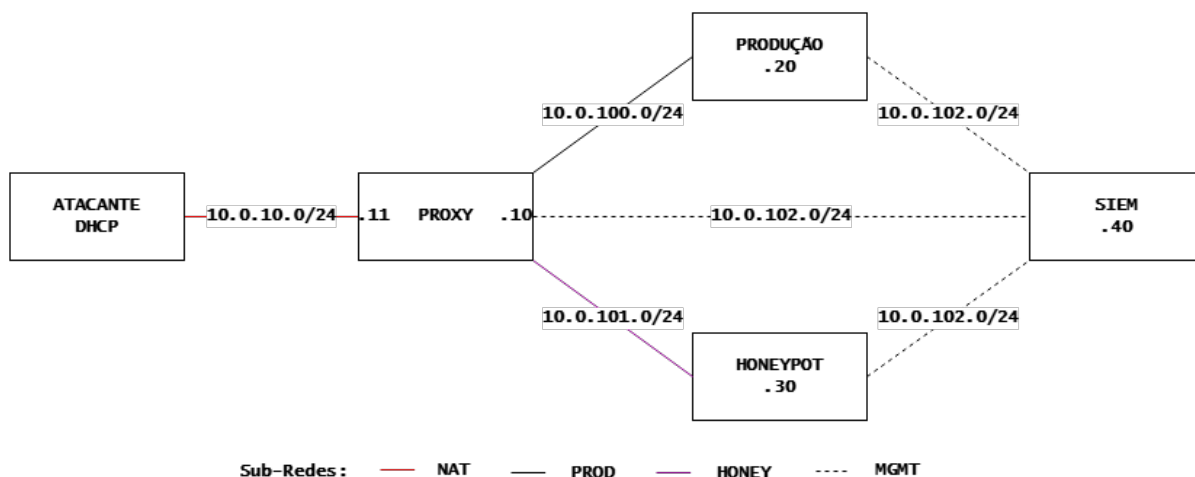 PRODUÇÃO
.20
10.0.100.0/24
10.0.102.0/24
ATACANTE
DHCP
10.0.10.0/24
.11 PROXY .10
10.0.102.0/24
SIEM
.40
10.0.101.0/24
10.0.102.0/24
HONEYPOT
.30
Sub-Redes: NAT PROD HONEY MGMT